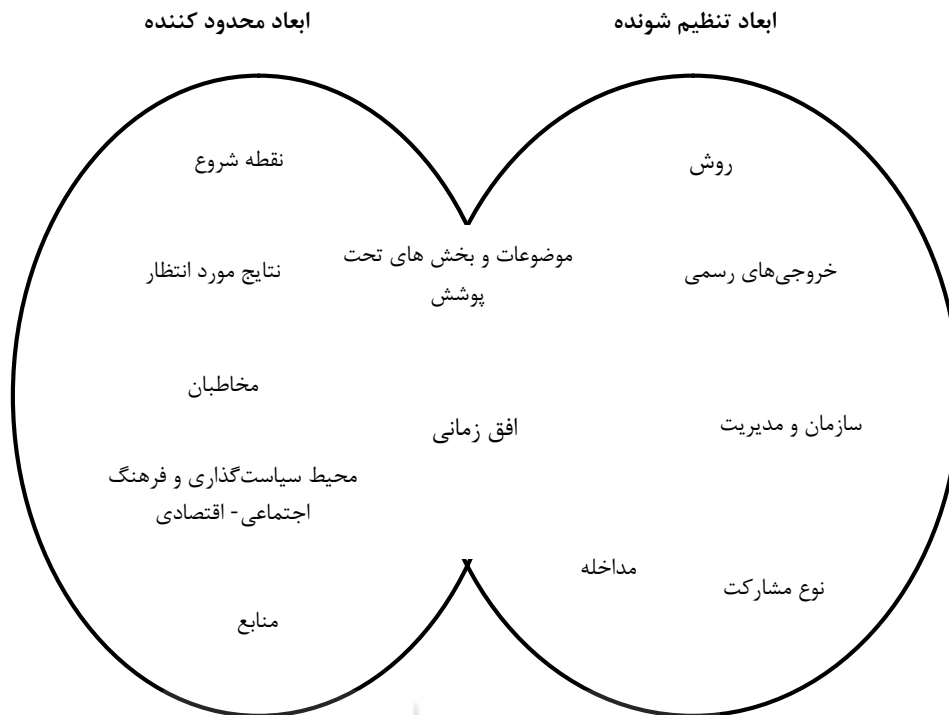 ابعاد تنظیم شونده
ابعاد محدود کننده
روش
نقطه شروع
موضوعات و بخش های تحت
پوشش
خروجی‌های رسمی
نتایج مورد انتظار
مخاطبان
افق زمانی
سازمان و مدیریت
محیط سیاست‌گذاری و فرهنگ
اجتماعی- اقتصادی
مداخله
نوع مشارکت
منابع